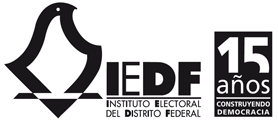 IEDF
INSTITUTO ELECTORAL
DEL DISTRITO FEDERAL
15
años
CONSTRUYENDO
DEMOCRACIA